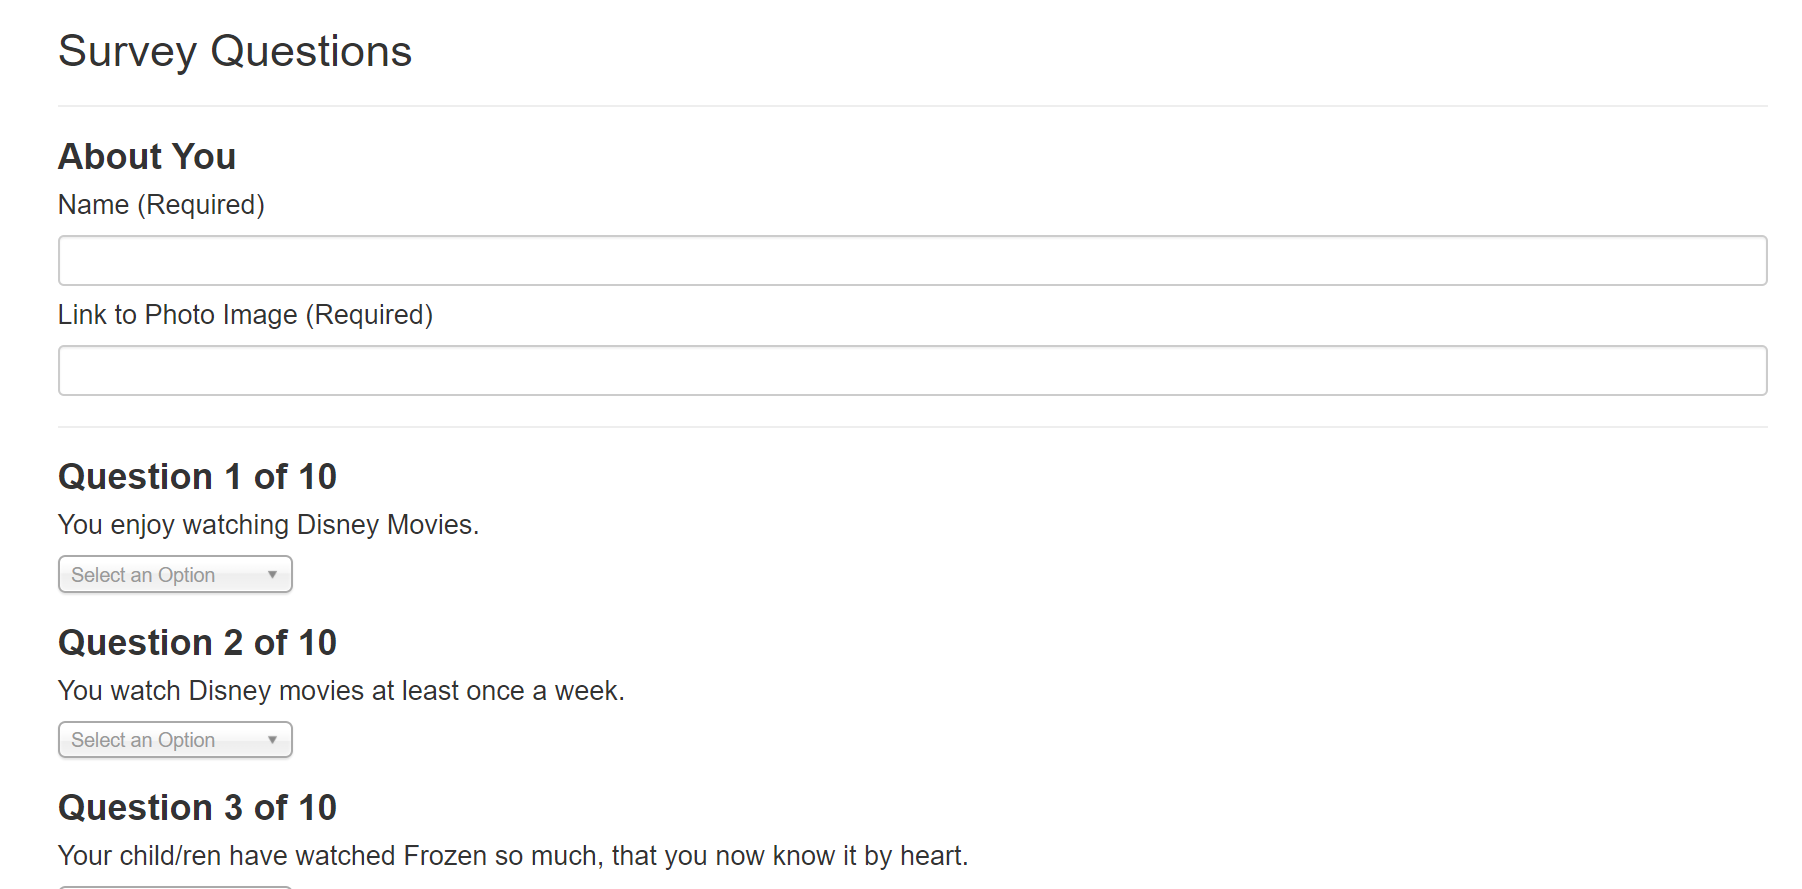 Survey Questions
About You
Name (Required)
Link to Photo Image (Required)
Question 1 of 10
You enjoy watching Disney Movies.
Select an Option
Question 2 of 10
You watch Disney movies at least once a week.
Select an Option
Question 3 of 10
Your child/ren have watched Frozen so much, that you now know it by heart.